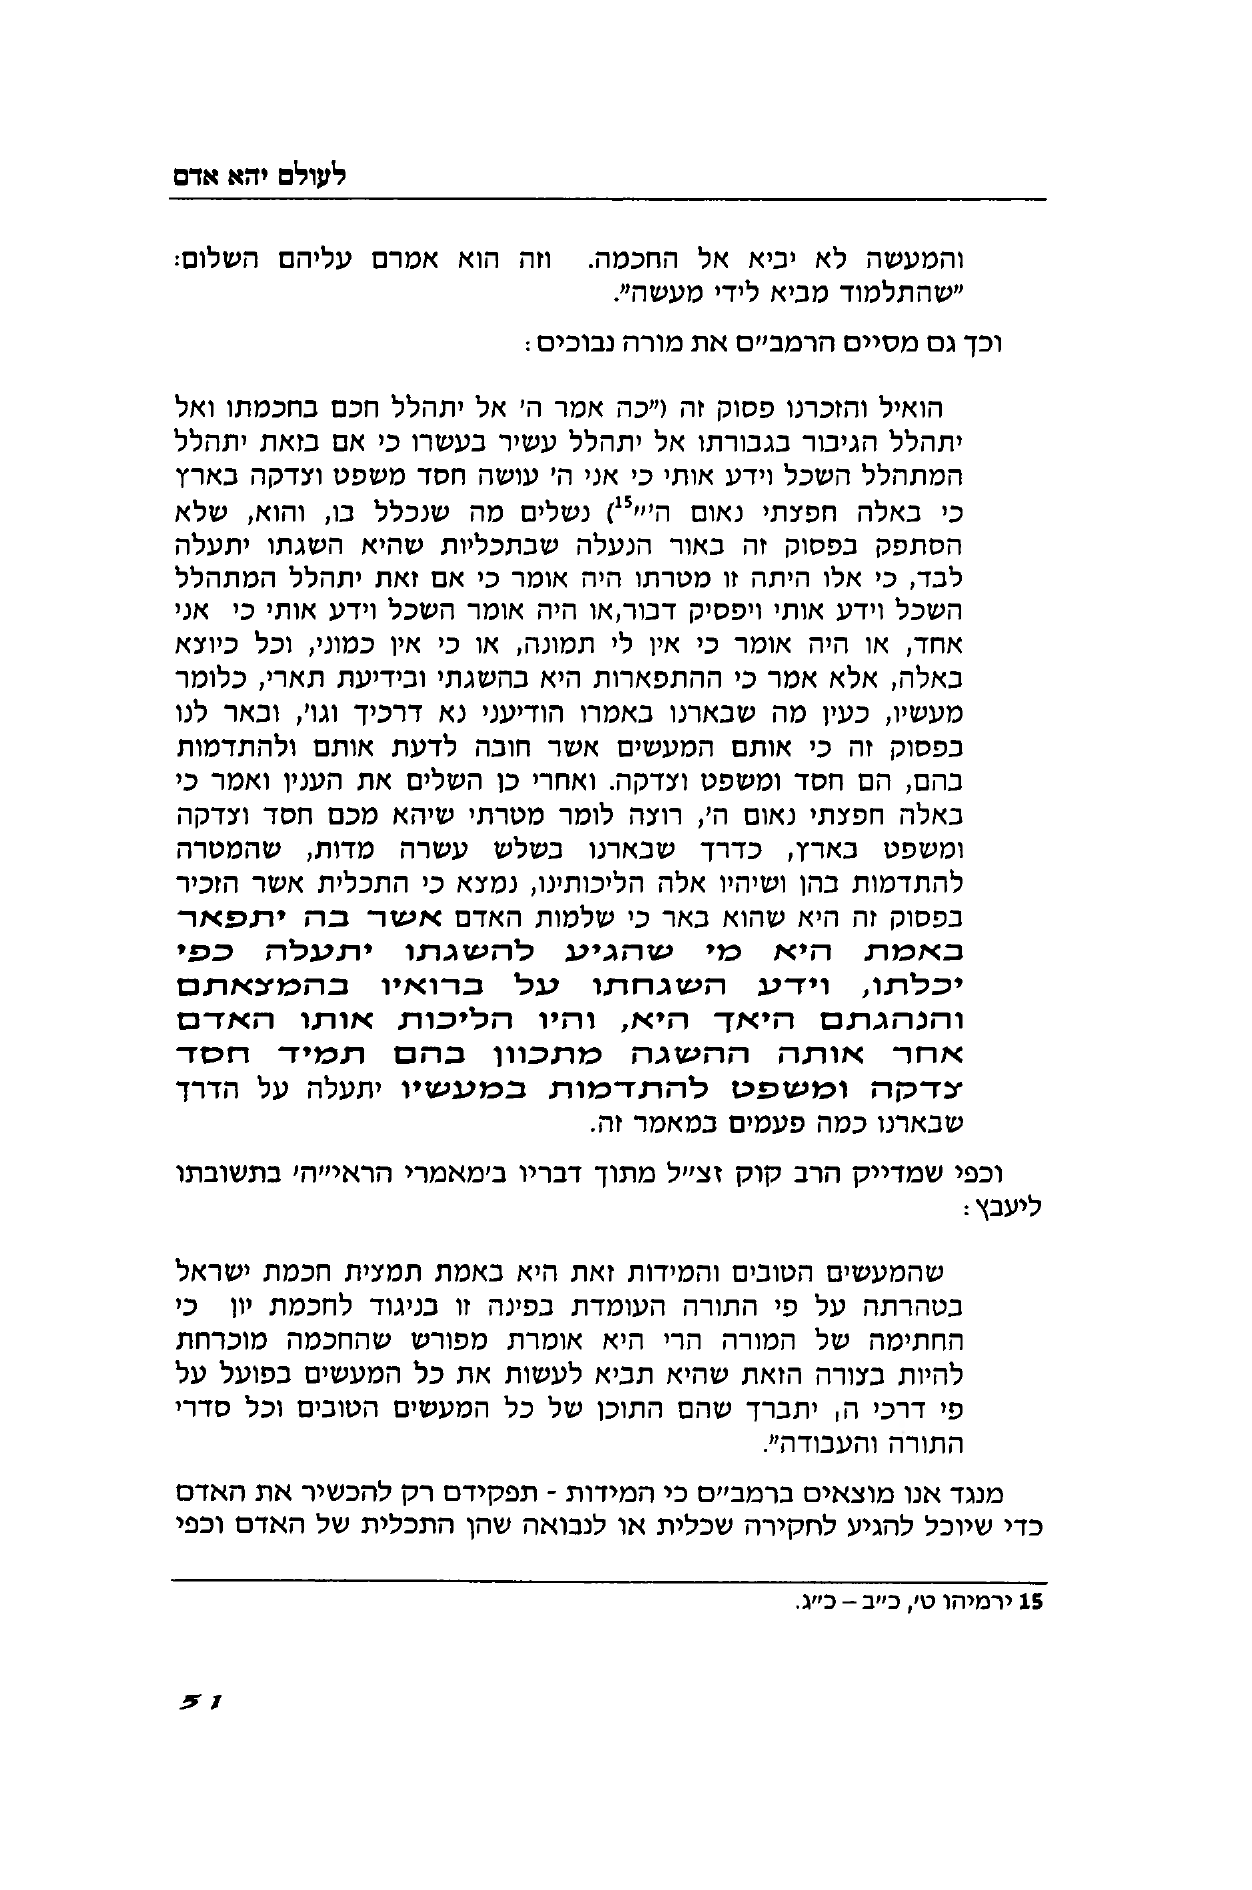 לעולם יהא אדם
והמעשה לא יביא אל החכמה. וזה הוא אמרם עליהם השלום:
"שהתלמוד מביא לידי מעשה".
וכך גם מסיים הרמב"ם את מורה נבוכים:
הואיל והזכרנו פסוק זה ("כה אמר ה' אל יתהלל חכם בחכמתו ואל
יתהלל הגיבור בגבורתו אל יתהלל עשיר בעשרו כי אם בזאת יתהלל
המתהלל השכל וידע אותי כי אני ה' עושה חסד משפט וצדקה בארץ
כי באלה חפצתי נאום ה'"15) נשלים מה שנכלל בו, והוא, שלא
הסתפק בפסוק זה באור הנעלה שבתכליות שהיא השגתו יתעלה
לבד, כי אלו היתה זו מטרתו היה אומר כי אם זאת יתהלל המתהלל
השכל וידע אותי ויפסיק דבור,או היה אומר השכל וידע אותי כי אני
אחד, או היה אומר כי אין לי תמונה, או כי אין כמוני, וכל כיוצא
באלה, אלא אמר כי ההתפארות היא בהשגתי ובידיעת תארי, כלומר
מעשיו, כעין מה שבארנו באמרו הודיעני נא דרכיך וגו', ובאר לנו
בפסוק זה כי אותם המעשים אשר חובה לדעת אותם ולהתדמות
בהם, הם חסד ומשפט וצדקה. ואחרי כן השלים את הענין ואמר כי
באלה חפצתי נאום ה', רוצה לומר מטרתי שיהא מכם חסד וצדקה
ומשפט בארץ, כדרך שבארנו בשלש עשרה מדות, שהמטרה
להתדמות בהן ושיהיו אלה הליכותינו, נמצא כי התכלית אשר הזכיר
בפסוק זה היא שהוא באר כי שלמות האדם אשר בה יתפאר
באמת היא מי שהגיע להשגתו יתעלה כפי
יכלתו, וידע השגחתו על ברואיו בהמצאתם
והנהגתם היאך היא, והיו הליכות אותו האדם
אחר אותה ההשגה מתכוון בהם תמיד חסד
צדקה ומשפט להתדמות במעשיו יתעלה על הדרך
שבארנו כמה פעמים במאמר זה.
וכפי שמדייק הרב קוק זצ"ל מתוך דבריו ב'מאמרי הראי"ה' בתשובתו
ליעבץ:
שהמעשים הטובים והמידות זאת היא באמת תמצית חכמת ישראל
בטהרתה על פי התורה העומדת בפינה זו בניגוד לחכמת יון כי
החתימה של המורה הרי היא אומרת מפורש שהחכמה מוכרחת
להיות בצורה הזאת שהיא תביא לעשות את כל המעשים בפועל על
פי דרכי ה, יתברך שהם התוכן של כל המעשים הטובים וכל סדרי
התורה והעבודה".
מנגד אנו מוצאים ברמב"ם כי המידות - תפקידם רק להכשיר את האדם
כדי שיוכל להגיע לחקירה שכלית או לנבואה שהן התכלית של האדם וכפי
15 ירמיהו ט', כ"ב – כ"ג.
51